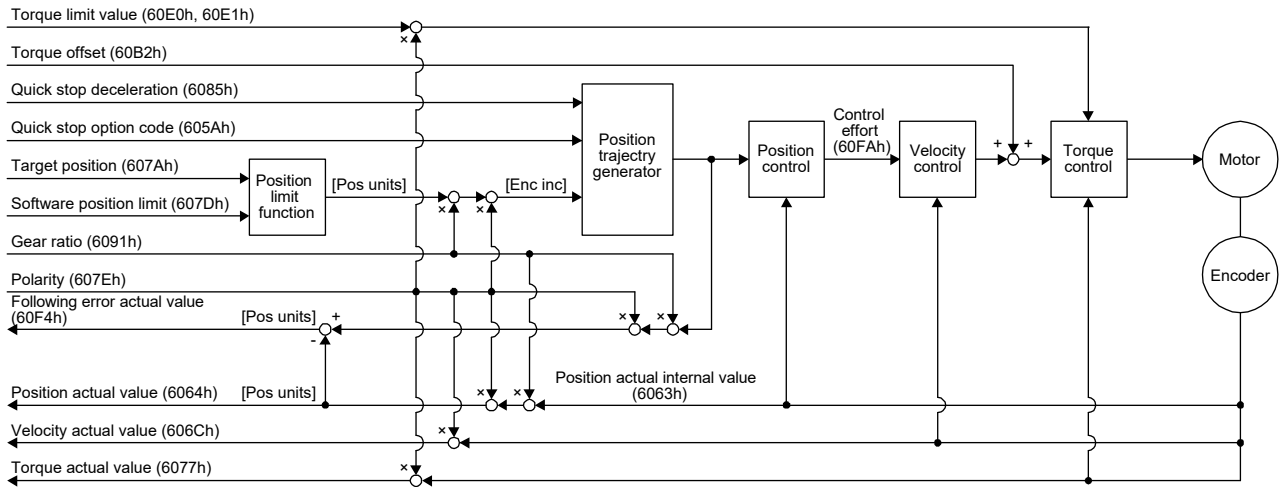 Torque limit value (60E0h, 60E1h)
×
Torque offset (60B2h)
Quick stop deceleration (6085h)
Quick stop option code (605Ah)
Target position (607Ah)
Software position limit (607Dh)
Position
limit
function
[Pos units]
×
×
[Enc inc]
Position
trajectry
generator
Position
control
Control
effort
(60FAh)
Velocity
control
+
+
Torque
control
Motor
Encoder
Gear ratio (6091h)
Polarity (607Eh)
Following error actual value
(60F4h)
[Pos units]
+
-
×
×
Position actual value (6064h)
[Pos units]
×
×
Position actual internal value
(6063h)
Velocity actual value (606Ch)
×
Torque actual value (6077h)
×